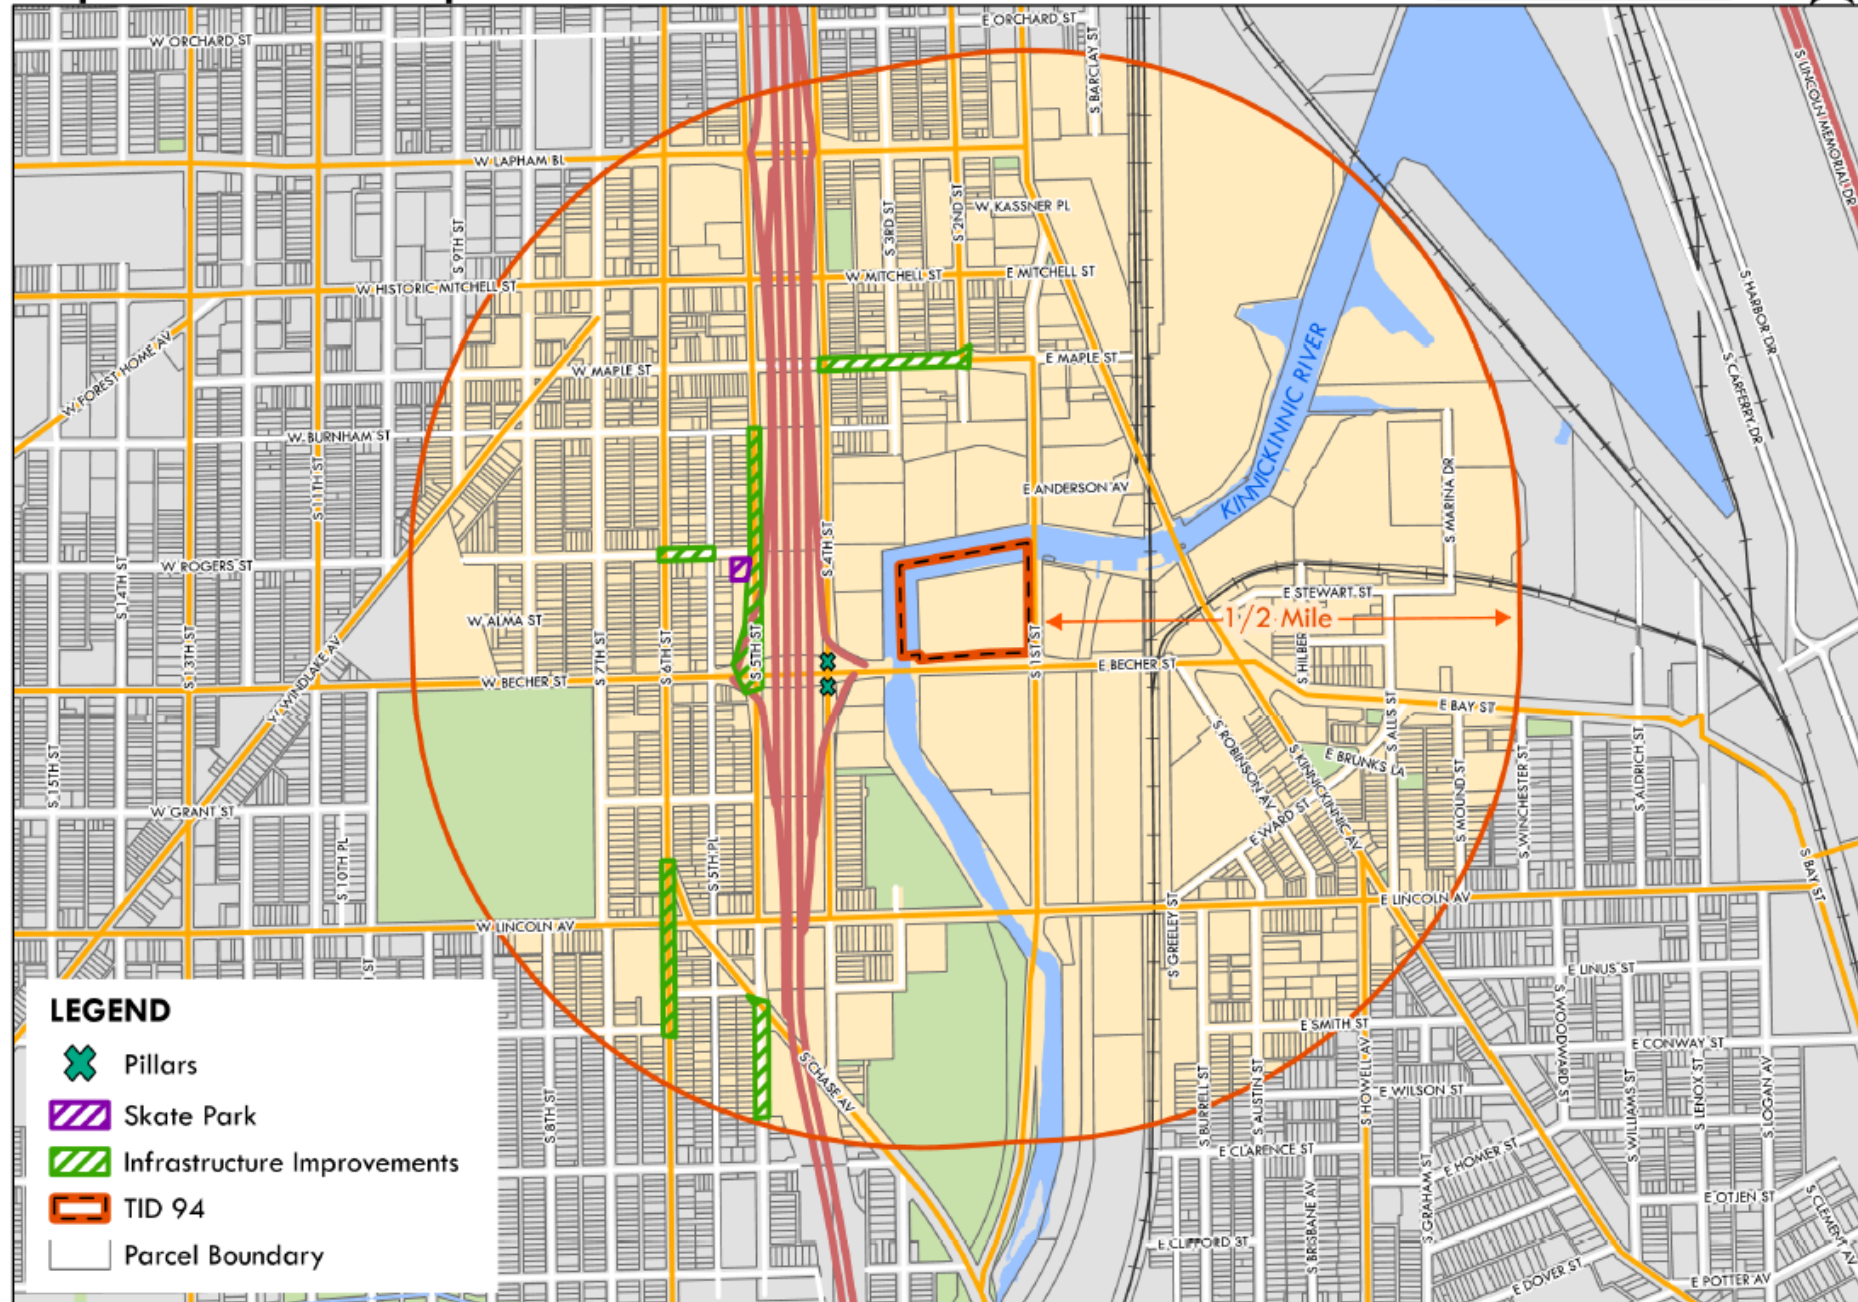 E ORCHARD ST
W ORCHARD ST
S BARCLAY ST
S LINCOLN MEMORIAL DR
W LAPHAM BL
S 9TH ST
S 3RD ST
S 2ND ST
W KASSNER PL
W MITCHELL ST
E MITCHELL ST
W HISTORIC MITCHELL ST
S HARBOR DR
S CARFERRY DR
W FOREST HOME AV
W MAPLE ST
E MAPLE ST
KINNICKINNIC RIVER
W BURNHAM ST
S 11TH ST
E ANDERSON AV
S MARINA DR
S 4TH ST
W ROGERS ST
S 14TH ST
E STEWART ST
1/2 Mile
W ALMA ST
S 13TH ST
W WINDLAKE AV
S 7TH ST
S 6TH ST
S 5TH ST
S 1ST ST
S HILBER
E BECHER ST
W BECHER ST
E BAY ST
S ALLIS ST
S 15TH ST
S ROBINSON AV
S KINNICKINNIC AV
E BRUNKS LA
S MOUND ST
S WINCHESTER ST
S ALDRICH ST
W GRANT ST
E WARD ST
S 10TH PL
S 5TH PL
S BAY ST
E LINCOLN AV
W LINCOLN AV
S GREELEY ST
ST
E LINUS ST
S WOODWARD ST
E SMITH ST
E CONWAY ST
S CHASE AV
S 8TH ST
S BURRELL ST
S AUSTIN ST
S HOWELL AV
E WILSON ST
S WILLIAMS ST
S LENOX ST
S LOGAN AV
E CLARENCE ST
E HOMER ST
S GRAHAM ST
S BRISBANE AV
E OTJEN ST
S CLEMENT AV
E CLIFFORD ST
E DOVER ST
E POTTER AV
LEGEND
Pillars
Skate Park
Infrastructure Improvements
TID 94
Parcel Boundary